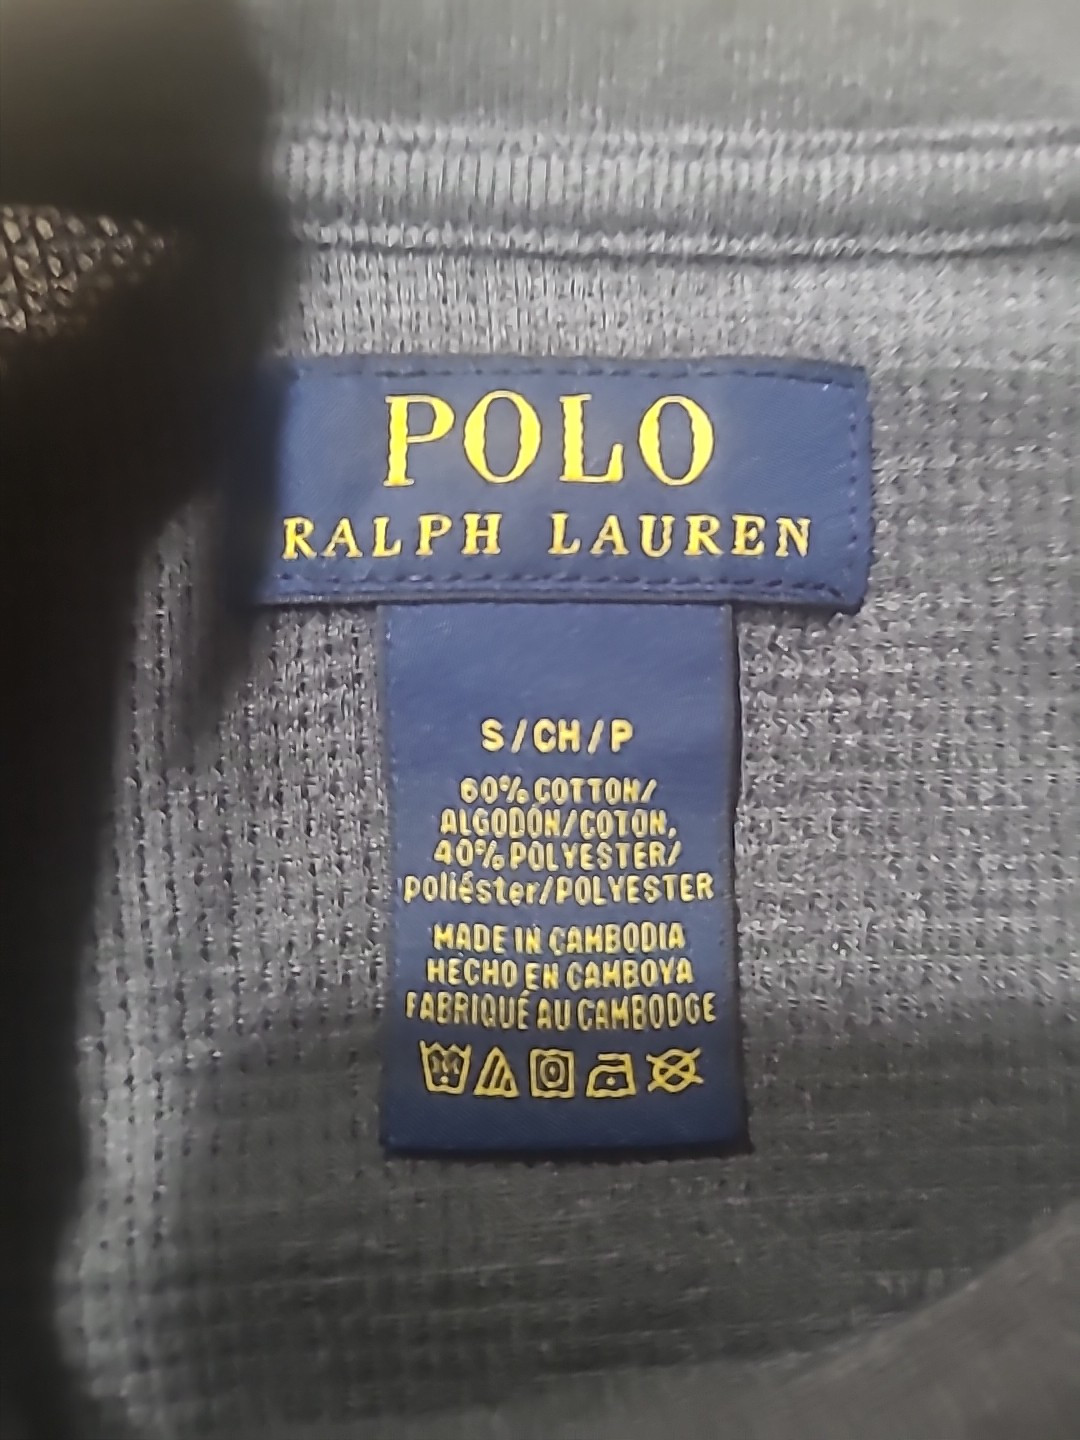 POLO
RALPH LAUREN
S/CH/P
60% COTTON/
ALGODÓN/COTON,
40% POLYESTER/
poliéster/POLYESTER
MADE IN CAMBODIA
HECHO EN CAMBOYA
FABRIQUÉ AU CAMBODGE